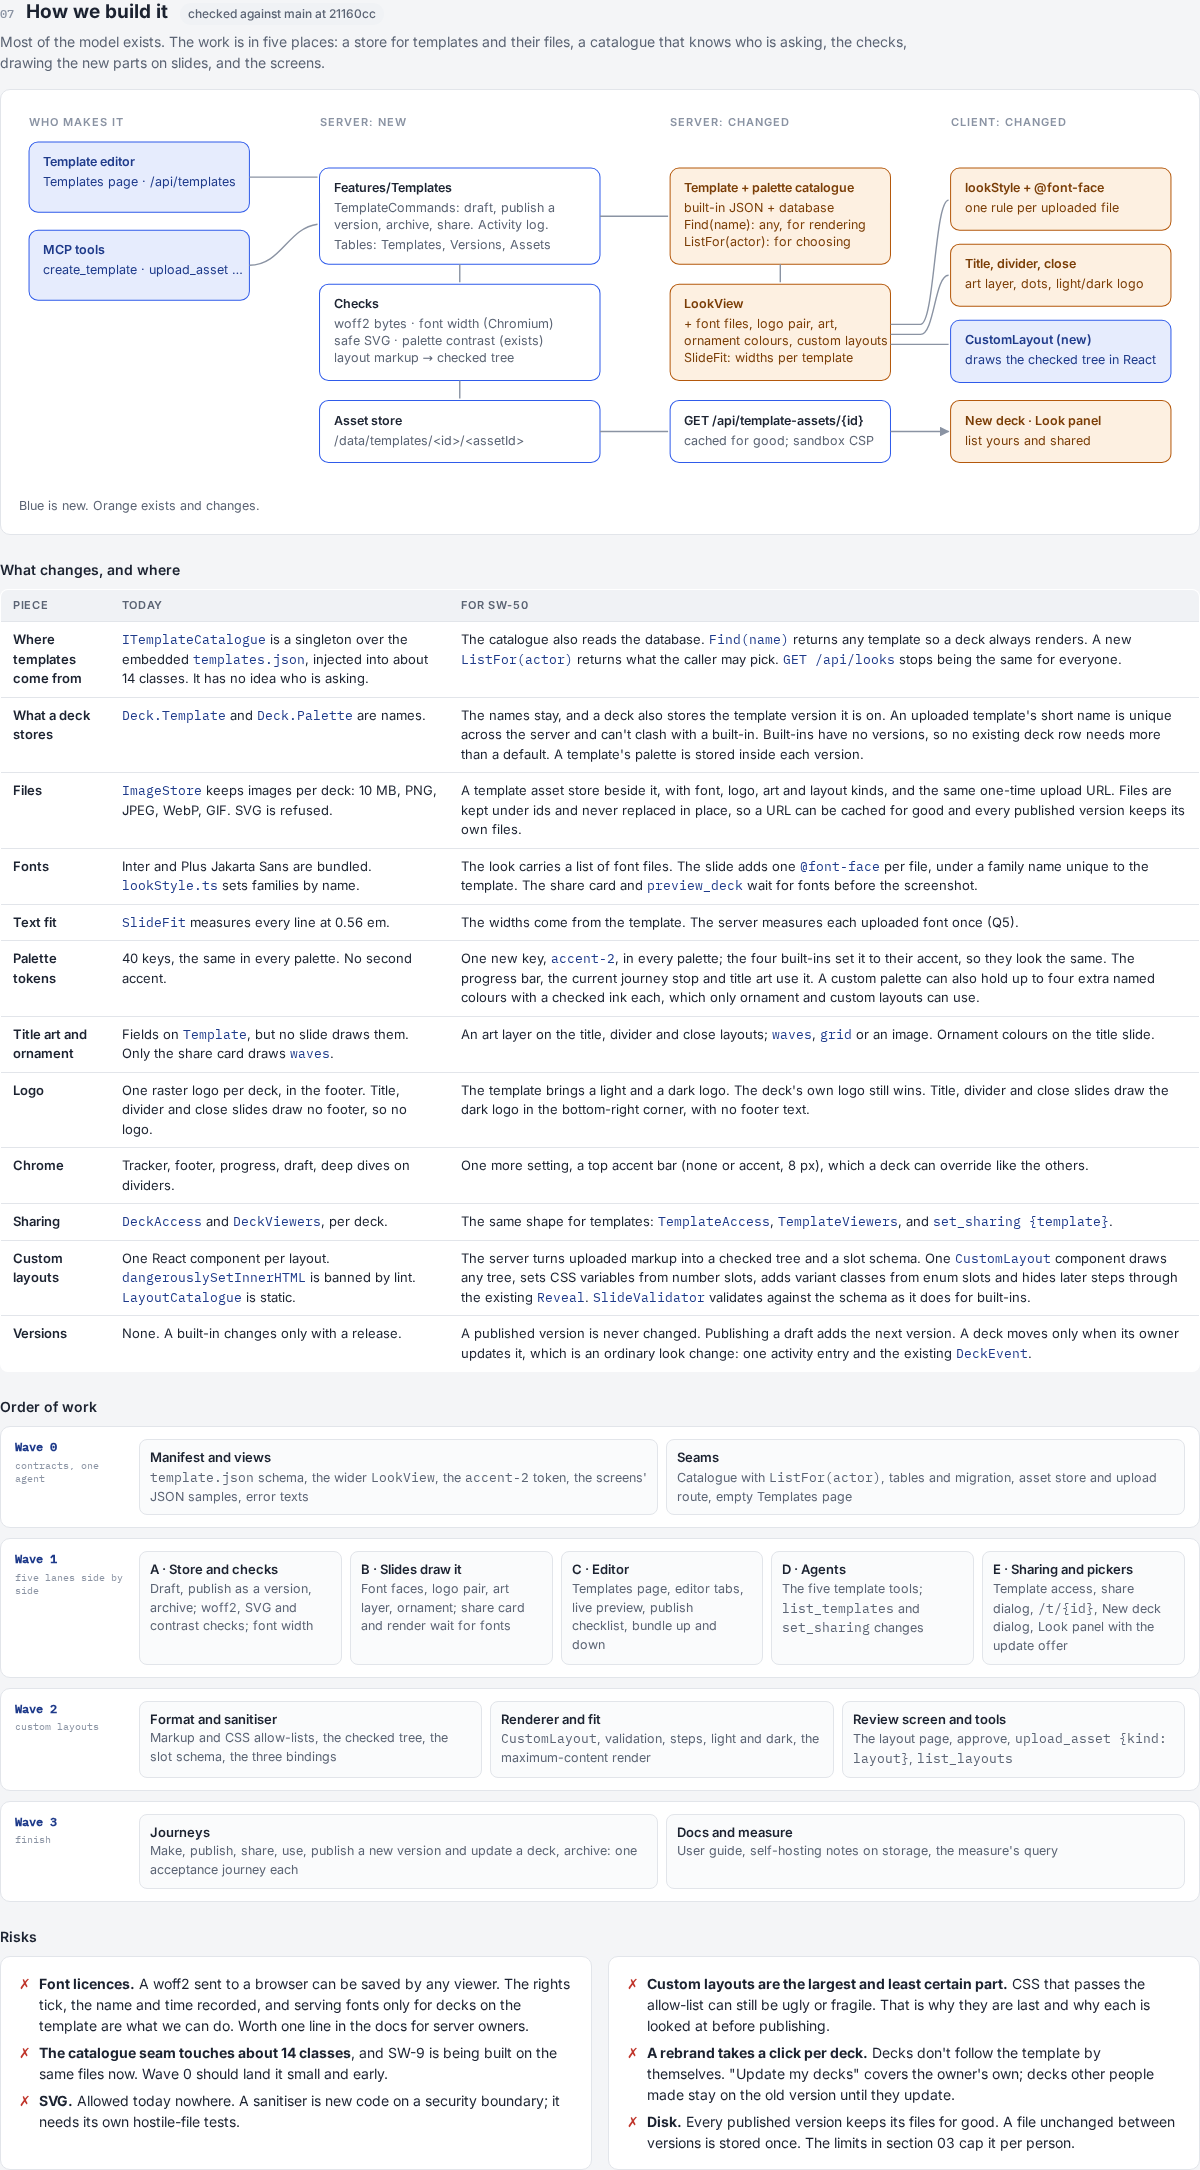 07 How we build it checked against main at 21160cc
Most of the model exists. The work is in five places: a store for templates and their files, a catalogue that knows who is asking, the checks,
drawing the new parts on slides, and the screens.
WHO MAKES IT
SERVER: NEW
SERVER: CHANGED
CLIENT: CHANGED
Template editor
Templates page · /api/templates
MCP tools
create_template · upload_asset ...
Features/Templates
TemplateCommands: draft, publish a
version, archive, share. Activity log.
Tables: Templates, Versions, Assets
Checks
woff2 bytes · font width (Chromium)
safe SVG · palette contrast (exists)
layout markup → checked tree
Asset store
/data/templates/<id>/<assetId>
Template + palette catalogue
built-in JSON + database
Find(name): any, for rendering
ListFor(actor): for choosing
LookView
+ font files, logo pair, art,
ornament colours, custom layouts
SlideFit: widths per template
GET /api/template-assets/{id}
cached for good; sandbox CSP
lookStyle + @font-face
one rule per uploaded file
Title, divider, close
art layer, dots, light/dark logo
CustomLayout (new)
draws the checked tree in React
New deck · Look panel
list yours and shared
Blue is new. Orange exists and changes.
What changes, and where
PIECE TODAY FOR SW-50
Where
templates
come from
ITemplateCatalogue is a singleton over the
embedded templates.json, injected into about
14 classes. It has no idea who is asking.
The catalogue also reads the database. Find(name) returns any template so a deck always renders. A new
ListFor(actor) returns what the caller may pick. GET /api/looks stops being the same for everyone.
What a deck
stores
Deck.Template and Deck.Palette are names.
The names stay, and a deck also stores the template version it is on. An uploaded template's short name is unique
across the server and can't clash with a built-in. Built-ins have no versions, so no existing deck row needs more
than a default. A template's palette is stored inside each version.
Files
ImageStore keeps images per deck: 10 MB, PNG,
JPEG, WebP, GIF. SVG is refused.
A template asset store beside it, with font, logo, art and layout kinds, and the same one-time upload URL. Files are
kept under ids and never replaced in place, so a URL can be cached for good and every published version keeps its
own files.
Fonts
Inter and Plus Jakarta Sans are bundled.
lookStyle.ts sets families by name.
The look carries a list of font files. The slide adds one @font-face per file, under a family name unique to the
template. The share card and preview_deck wait for fonts before the screenshot.
Text fit
SlideFit measures every line at 0.56 em.
The widths come from the template. The server measures each uploaded font once (Q5).
Palette
tokens
40 keys, the same in every palette. No second
accent.
One new key, accent-2, in every palette; the four built-ins set it to their accent, so they look the same. The
progress bar, the current journey stop and title art use it. A custom palette can also hold up to four extra named
colours with a checked ink each, which only ornament and custom layouts can use.
Title art and
ornament
Fields on Template, but no slide draws them.
Only the share card draws waves.
An art layer on the title, divider and close layouts; waves, grid or an image. Ornament colours on the title slide.
Logo
One raster logo per deck, in the footer. Title,
divider and close slides draw no footer, so no
logo.
The template brings a light and a dark logo. The deck's own logo still wins. Title, divider and close slides draw the
dark logo in the bottom-right corner, with no footer text.
Chrome
Tracker, footer, progress, draft, deep dives on
dividers.
One more setting, a top accent bar (none or accent, 8 px), which a deck can override like the others.
Sharing
DeckAccess and DeckViewers, per deck.
The same shape for templates: TemplateAccess, TemplateViewers, and set_sharing {template}.
Custom
layouts
One React component per layout.
dangerouslySetInnerHTML is banned by lint.
LayoutCatalogue is static.
The server turns uploaded markup into a checked tree and a slot schema. One CustomLayout component draws
any tree, sets CSS variables from number slots, adds variant classes from enum slots and hides later steps through
the existing Reveal. SlideValidator validates against the schema as it does for built-ins.
Versions
None. A built-in changes only with a release.
A published version is never changed. Publishing a draft adds the next version. A deck moves only when its owner
updates it, which is an ordinary look change: one activity entry and the existing DeckEvent.
Order of work
Wave 0
contracts, one
agent
Manifest and views
template.json schema, the wider LookView, the accent-2 token, the screens'
JSON samples, error texts
Seams
Catalogue with ListFor(actor), tables and migration, asset store and upload
route, empty Templates page
Wave 1
five lanes side by
side
A · Store and checks
Draft, publish as a version,
archive; woff2, SVG and
contrast checks; font width
B · Slides draw it
Font faces, logo pair, art
layer, ornament; share card
and render wait for fonts
C · Editor
Templates page, editor tabs,
live preview, publish
checklist, bundle up and
down
D · Agents
The five template tools;
list_templates and
set_sharing changes
E · Sharing and pickers
Template access, share
dialog, /t/{id}, New deck
dialog, Look panel with the
update offer
Wave 2
custom layouts
Format and sanitiser
Markup and CSS allow-lists, the checked tree, the
slot schema, the three bindings
Renderer and fit
CustomLayout, validation, steps, light and dark, the
maximum-content render
Review screen and tools
The layout page, approve, upload_asset {kind:
layout}, list_layouts
Wave 3
finish
Journeys
Make, publish, share, use, publish a new version and update a deck, archive: one
acceptance journey each
Docs and measure
User guide, self-hosting notes on storage, the measure's query
Risks
✗ Font licences. A woff2 sent to a browser can be saved by any viewer. The rights
tick, the name and time recorded, and serving fonts only for decks on the
template are what we can do. Worth one line in the docs for server owners.
✗ The catalogue seam touches about 14 classes, and SW-9 is being built on the
same files now. Wave 0 should land it small and early.
✗ SVG. Allowed today nowhere. A sanitiser is new code on a security boundary; it
needs its own hostile-file tests.
✗ Custom layouts are the largest and least certain part. CSS that passes the
allow-list can still be ugly or fragile. That is why they are last and why each is
looked at before publishing.
✗ A rebrand takes a click per deck. Decks don't follow the template by
themselves. "Update my decks" covers the owner's own; decks other people
made stay on the old version until they update.
✗ Disk. Every published version keeps its files for good. A file unchanged between
versions is stored once. The limits in section 03 cap it per person.